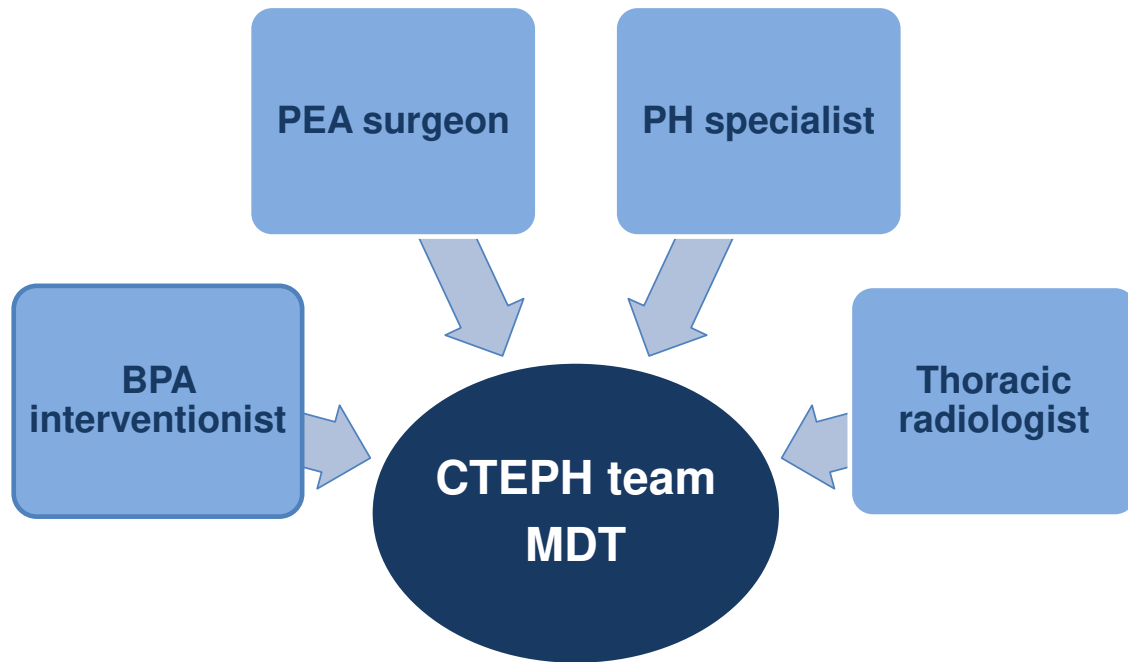 PEA surgeon
PH specialist
BPA
interventionist
Thoracic
radiologist
CTEPH team
MDT